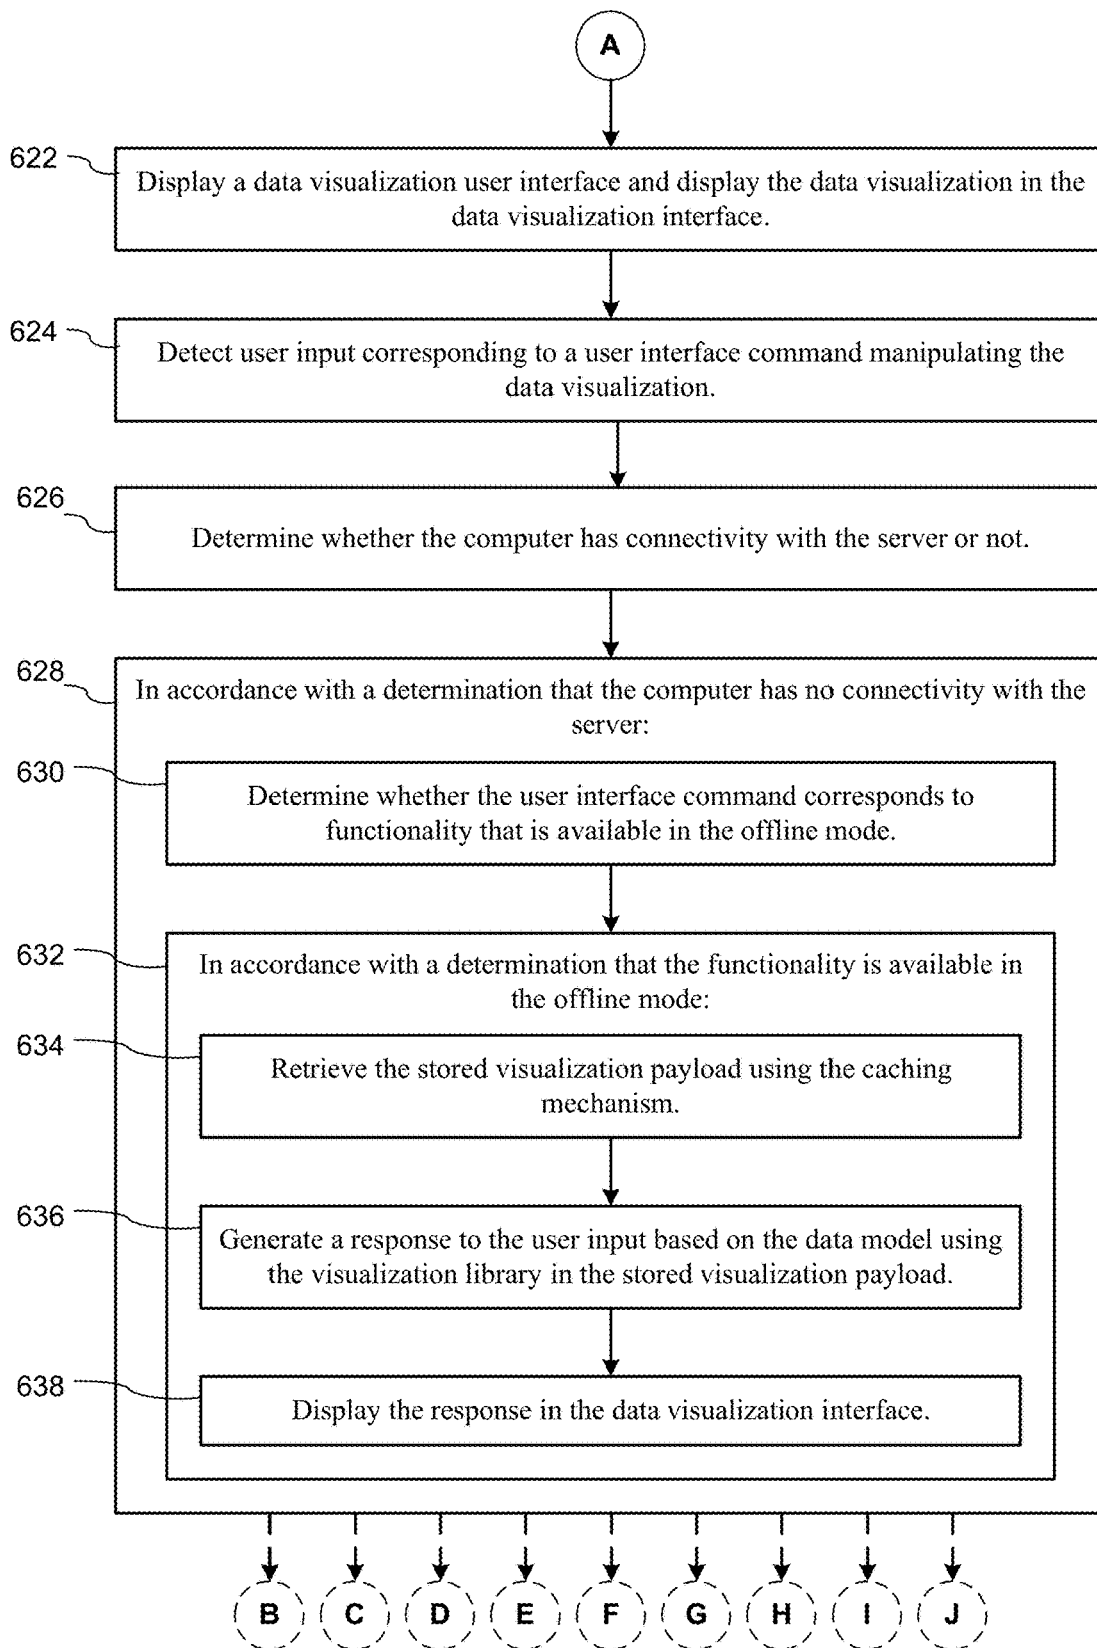 A
622
Display a data visualization user interface and display the data visualization in the
data visualization interface.
624
Detect user input corresponding to a user interface command manipulating the
data visualization.
626
Determine whether the computer has connectivity with the server or not.
628
In accordance with a determination that the computer has no connectivity with the
server:
630
Determine whether the user interface command corresponds to
functionality that is available in the offline mode.
632
In accordance with a determination that the functionality is available in
the offline mode:
634
Retrieve the stored visualization payload using the caching
mechanism.
636
Generate a response to the user input based on the data model using
the visualization library in the stored visualization payload.
638
Display the response in the data visualization interface.
B C D E F G H I J